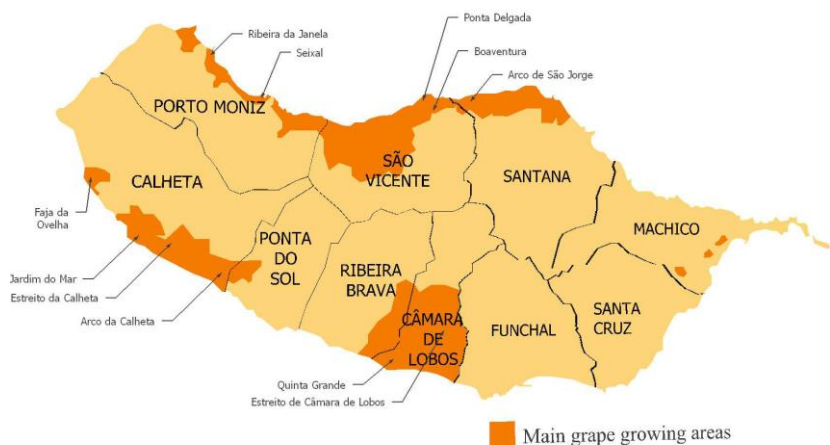 Ribeira da Janela
Seixal
Ponta Delgada
Boaventura
Arco de São Jorge
PORTO MONIZ
SÃO
VICENTE
SANTANA
CALHETA
Faja da
Ovelha
MACHICO
PONTA
DO
SOL
RIBEIRA
BRAVA
Jardim do Mar
Estreito da Calheta
Arco da Calheta
CÂMARA
DE
LOBOS
FUNCHAL
SANTA
CRUZ
Quinta Grande
Estreito de Câmara de Lobos
Main grape growing areas